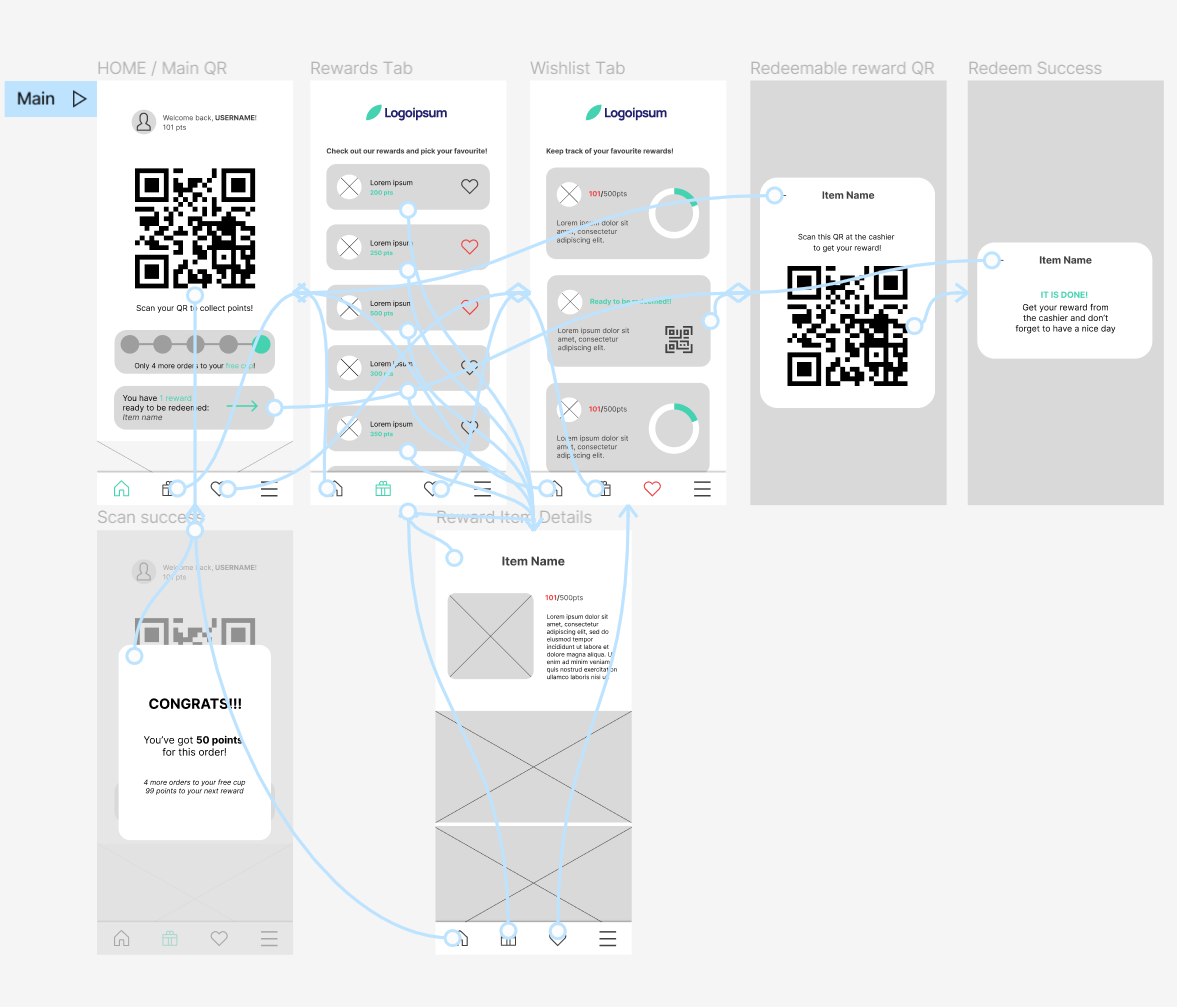 Main
HOME / Main QR
Welcome back, USERNAME!
101 pts
Scan your QR to collect points!
Only 4 more orders to your free cup!
You have 1 reward
ready to be redeemed:
Item name
Rewards Tab
Logoipsum
Check out our rewards and pick your favourite!
Lorem ipsum
200 pts
Lorem ipsum
250 pts
Lorem ipsum
Lorem ipsum
300 pts
Lorem ipsum
350 pts
Wishlist Tab
Logoipsum
Keep track of your favourite rewards!
101/500pts
Lorem ipsum dolor sit
amet, consectetur
adipiscing elit.
Ready to be redeemed!!
Lorem ipsum dolor sit
amet, consectetur
adipiscing elit.
101/500pts
Lorem ipsum dolor sit
amet, consectetur
adipiscing elit.
Redeemable reward QR
Item Name
Scan this QR at the cashier
to get your reward!
Redeem Success
Item Name
IT IS DONE!
Get your reward from
the cashier and don't
forget to have a nice day
Scan success
Welcome back, USERNAME!
101 pts
CONGRATS!!!
You've got 50 points
for this order!
4 more orders to your free cup
99 points to your next reward
Reward Item Details
Item Name
101/500pts
Lorem ipsum dolor sit
amet, consectetur
adipiscing elit, sed do
eiusmod tempor
incididunt ut labore et
dolore magna aliqua. Ut
enim ad minim veniam,
quis nostrud exercitation
ullamco laboris nisi ut